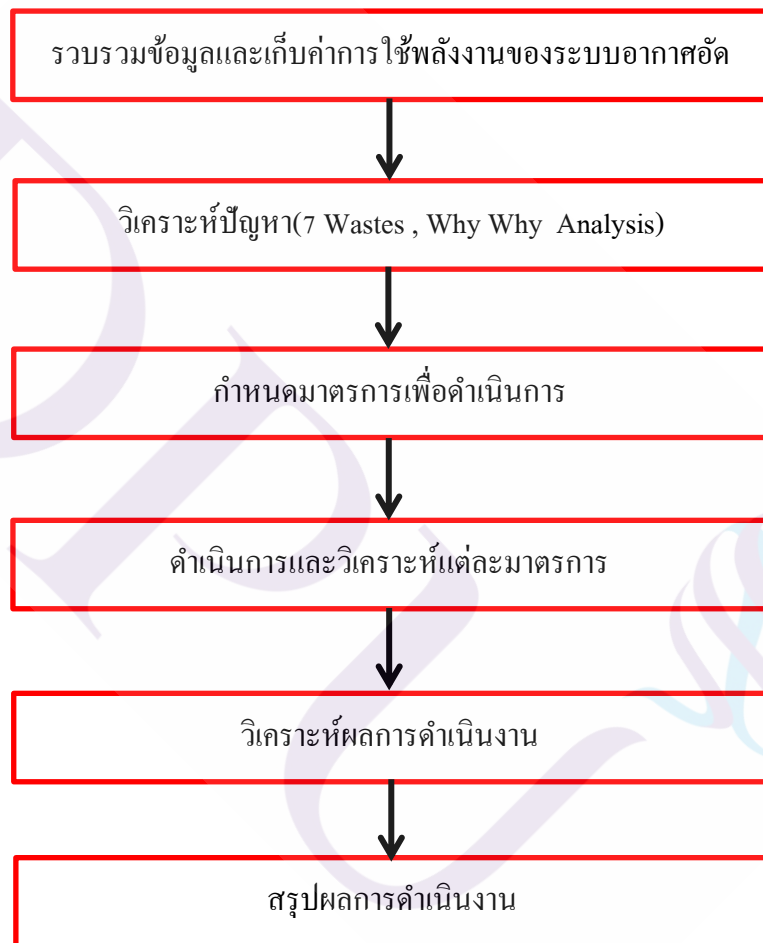 รวบรวมข้อมูลและเก็บค่าการใช้พลังงานของระบบอากาศอัด
วิเคราะห์ปัญหา(7 Wastes , Why Why Analysis)
กำหนดมาตรการเพื่อดำเนินการ
ดำเนินการและวิเคราะห์แต่ละมาตรการ
วิเคราะห์ผลการดำเนินงาน
สรุปผลการดำเนินงาน
DPU